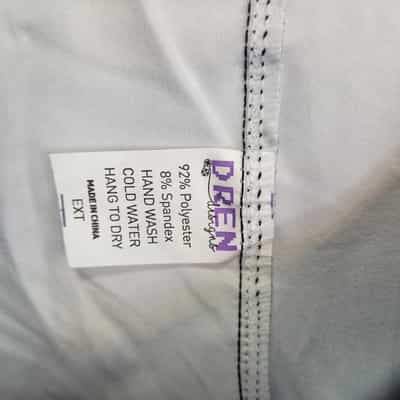 DREN
designs
92% Polyester
8% Spandex
HAND WASH
COLD WATER
HANG TO DRY
MADE IN CHINA
EXT